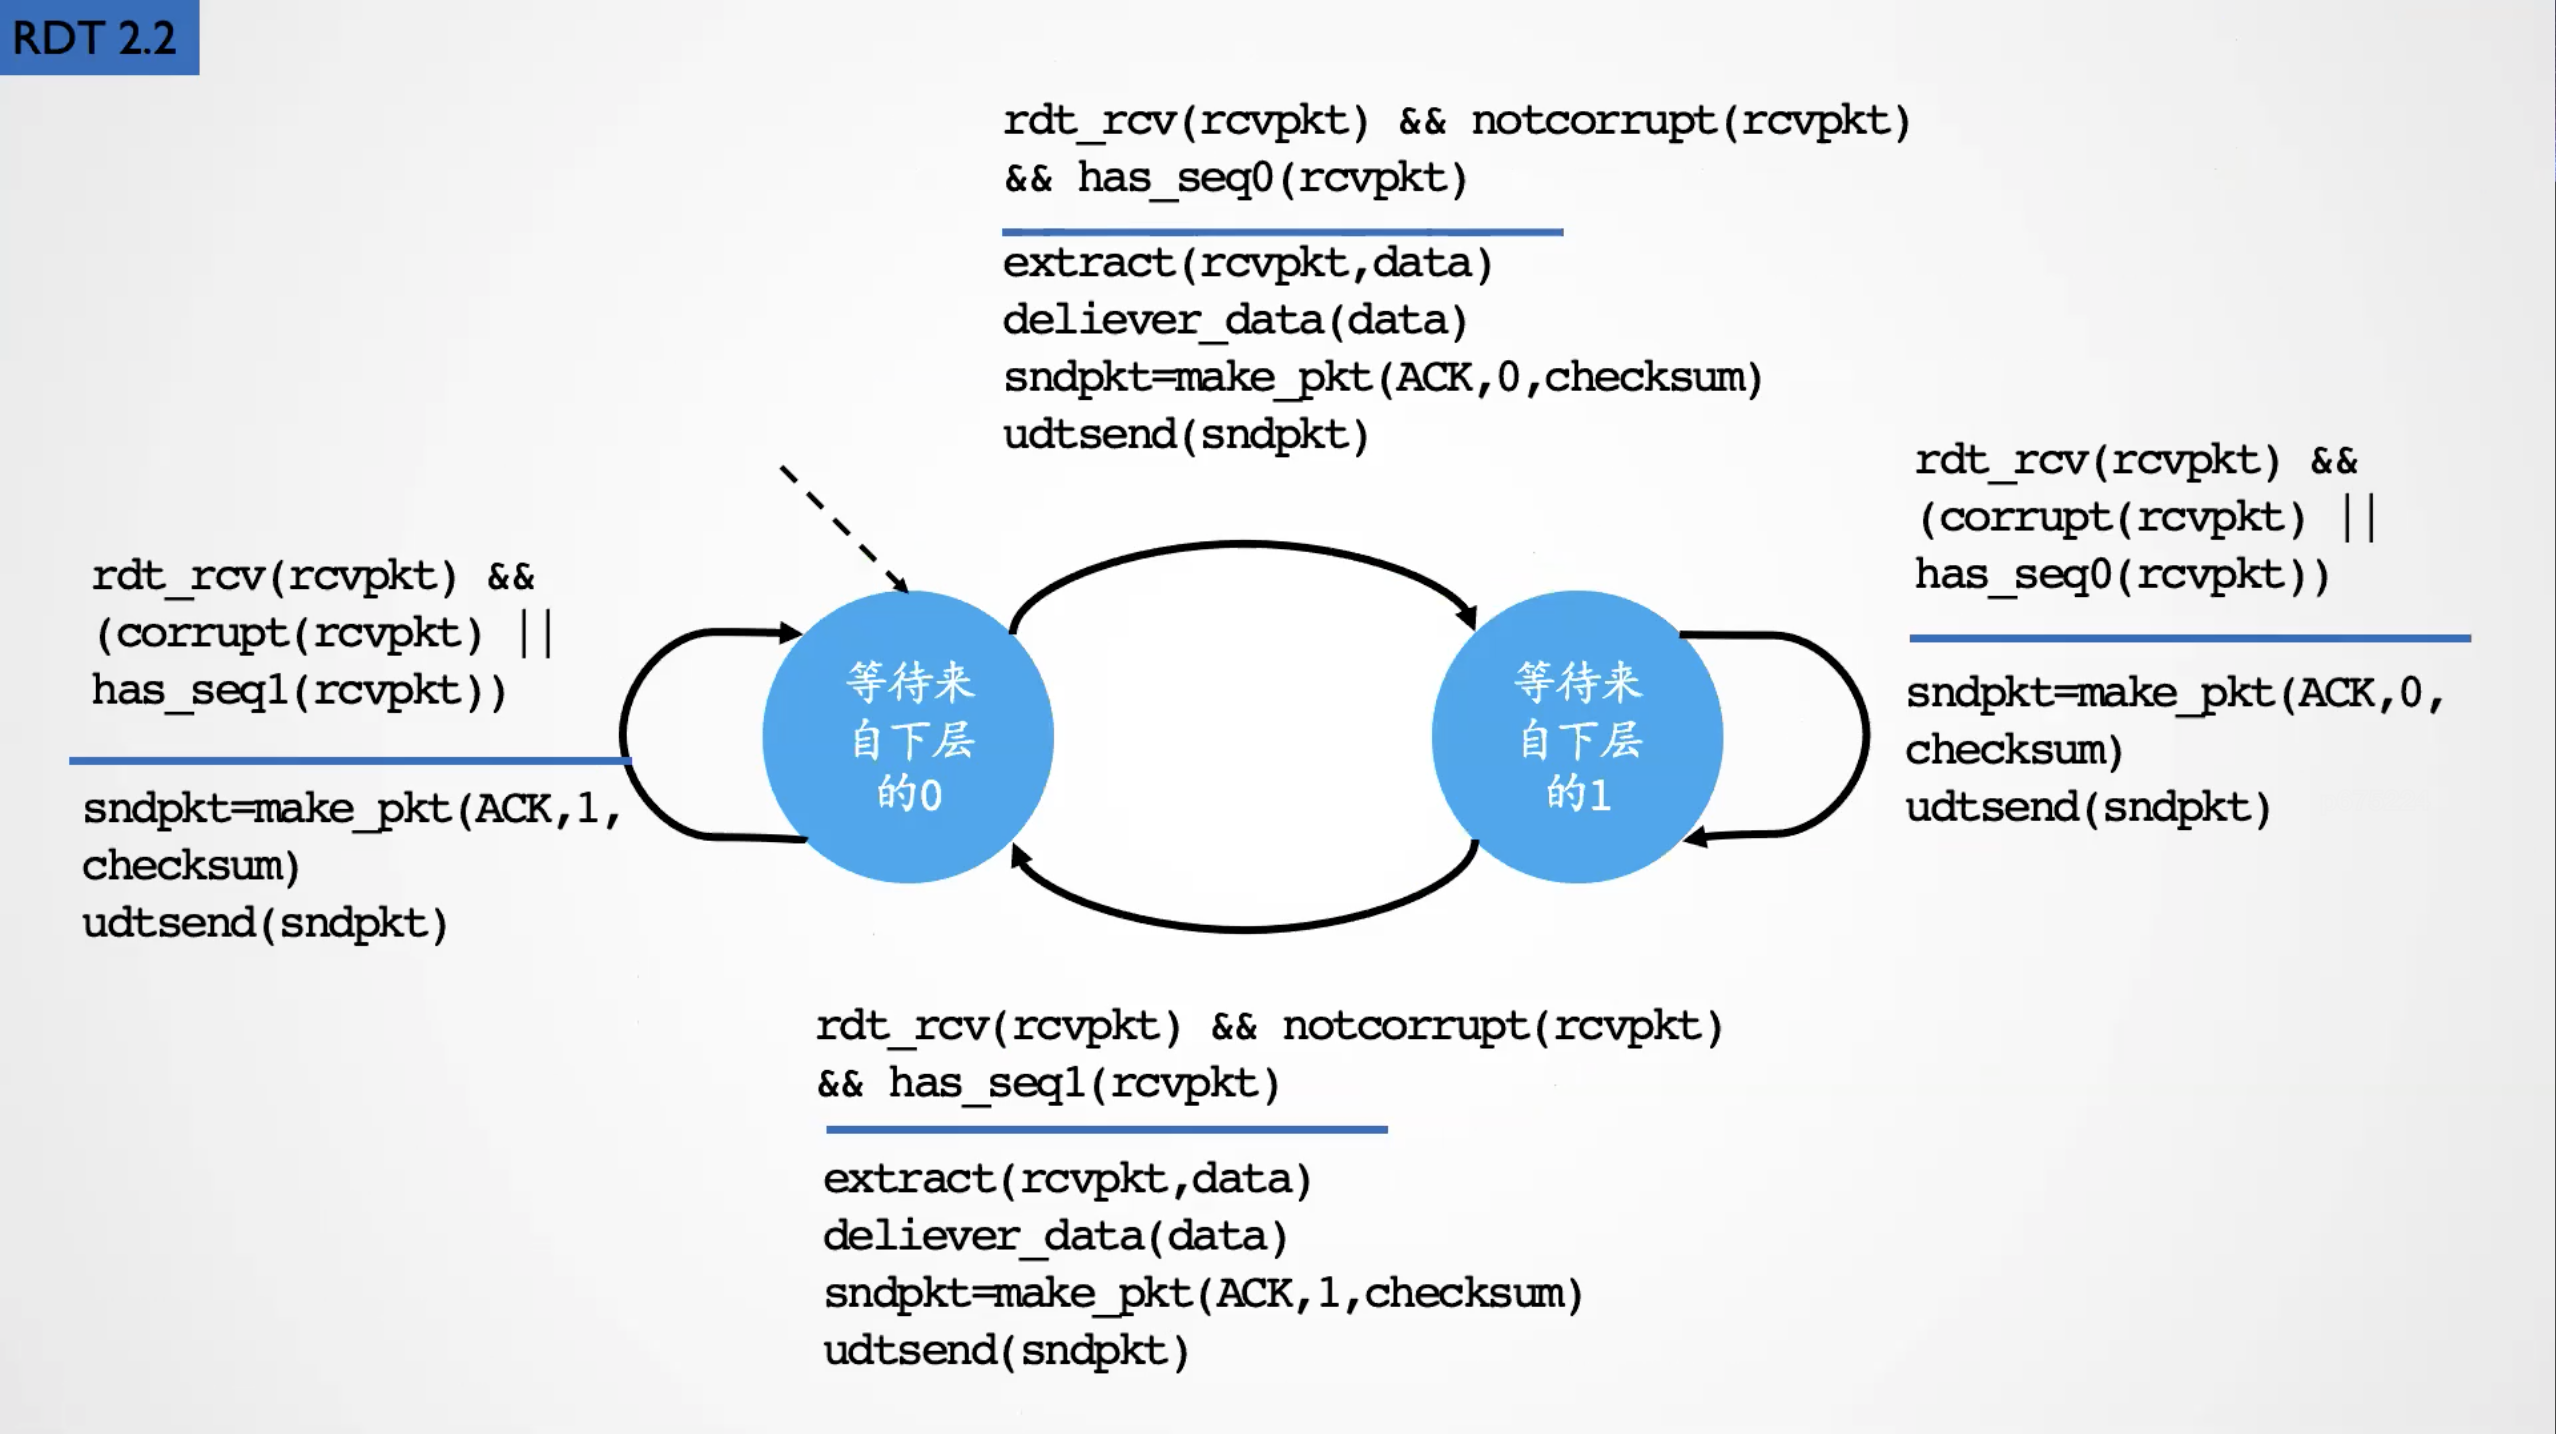 RDT 2.2
rdt_rcv(rcvpkt) && notcorrupt(rcvpkt)
&& has_seq0(rcvpkt)
extract(rcvpkt,data)
deliever_data(data)
sndpkt=make_pkt(ACK,0,checksum)
udtsend(sndpkt)
rdt_rcv(rcvpkt) &&
(corrupt(rcvpkt) ||
has_seq0(rcvpkt))
sndpkt=make_pkt(ACK,0,
checksum)
udtsend(sndpkt)
rdt_rcv(rcvpkt) &&
(corrupt(rcvpkt) ||
has_seq1(rcvpkt))
sndpkt=make_pkt(ACK,1,
checksum)
udtsend(sndpkt)
等待来
自下层
的0
等待来
自下层
的1
rdt_rcv(rcvpkt) && notcorrupt(rcvpkt)
&& has_seq1(rcvpkt)
extract(rcvpkt,data)
deliever_data(data)
sndpkt=make_pkt(ACK,1,checksum)
udtsend(sndpkt)